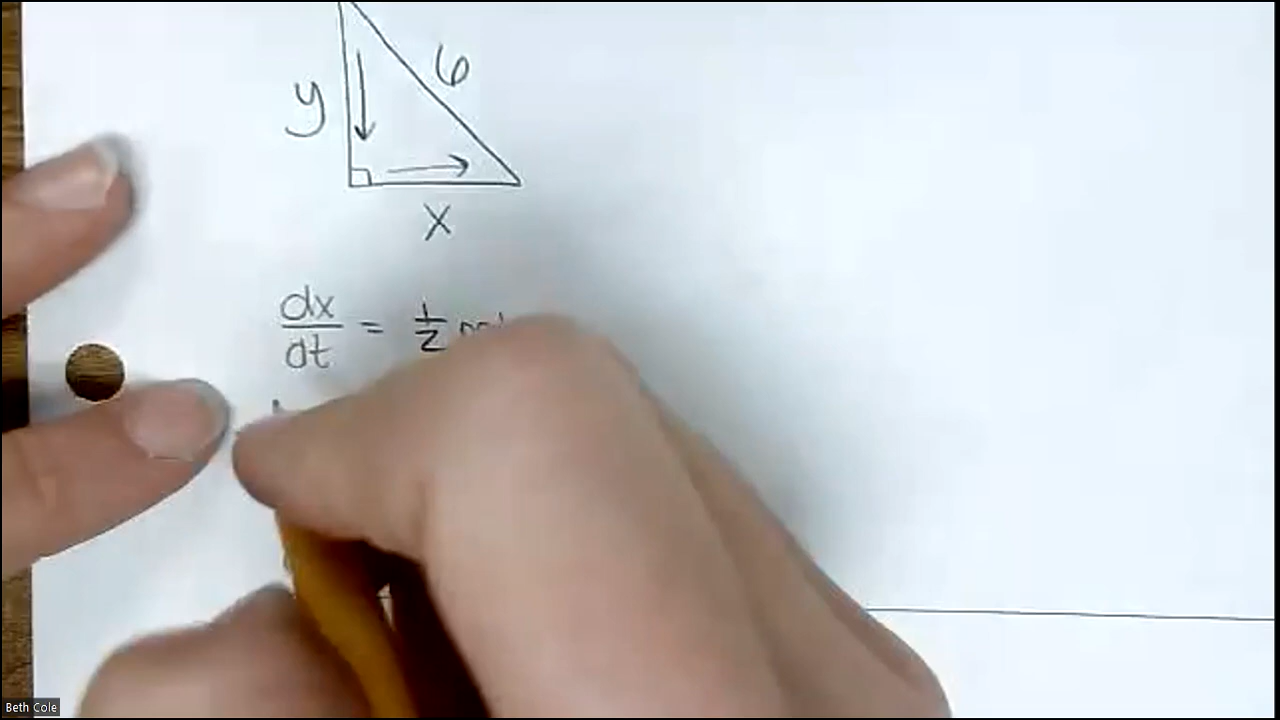 6
y
x
dx/dt = 1/2
Beth Cole